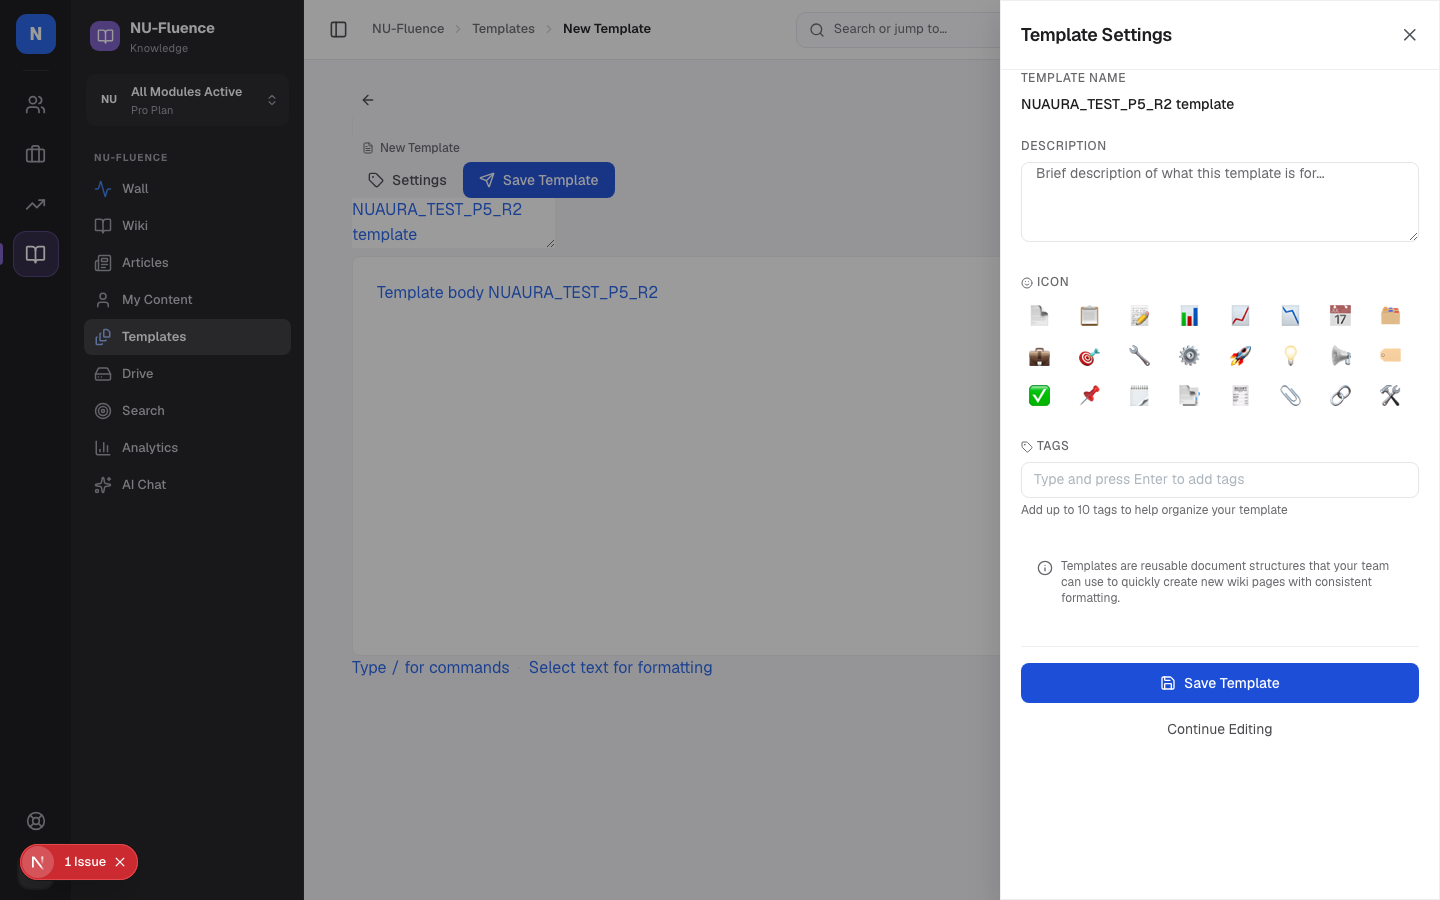 N
NU-Fluence
Knowledge
NU
All Modules Active
Pro Plan
NU-FLUENCE
Wall
Wiki
Articles
My Content
Templates
Drive
Search
Analytics
AI Chat
N
1 Issue
NU-Fluence
Templates
New Template
Search or jump to...
New Template
Settings
Save Template
NUAURA_TEST_P5_R2
template
Template body NUAURA_TEST_P5_R2
Type / for commands · Select text for formatting
Template Settings
TEMPLATE NAME
NUAURA_TEST_P5_R2 template
DESCRIPTION
Brief description of what this template is for...
ICON
17
TAGS
Type and press Enter to add tags
Add up to 10 tags to help organize your template
Templates are reusable document structures that your team
can use to quickly create new wiki pages with consistent
formatting.
Save Template
Continue Editing